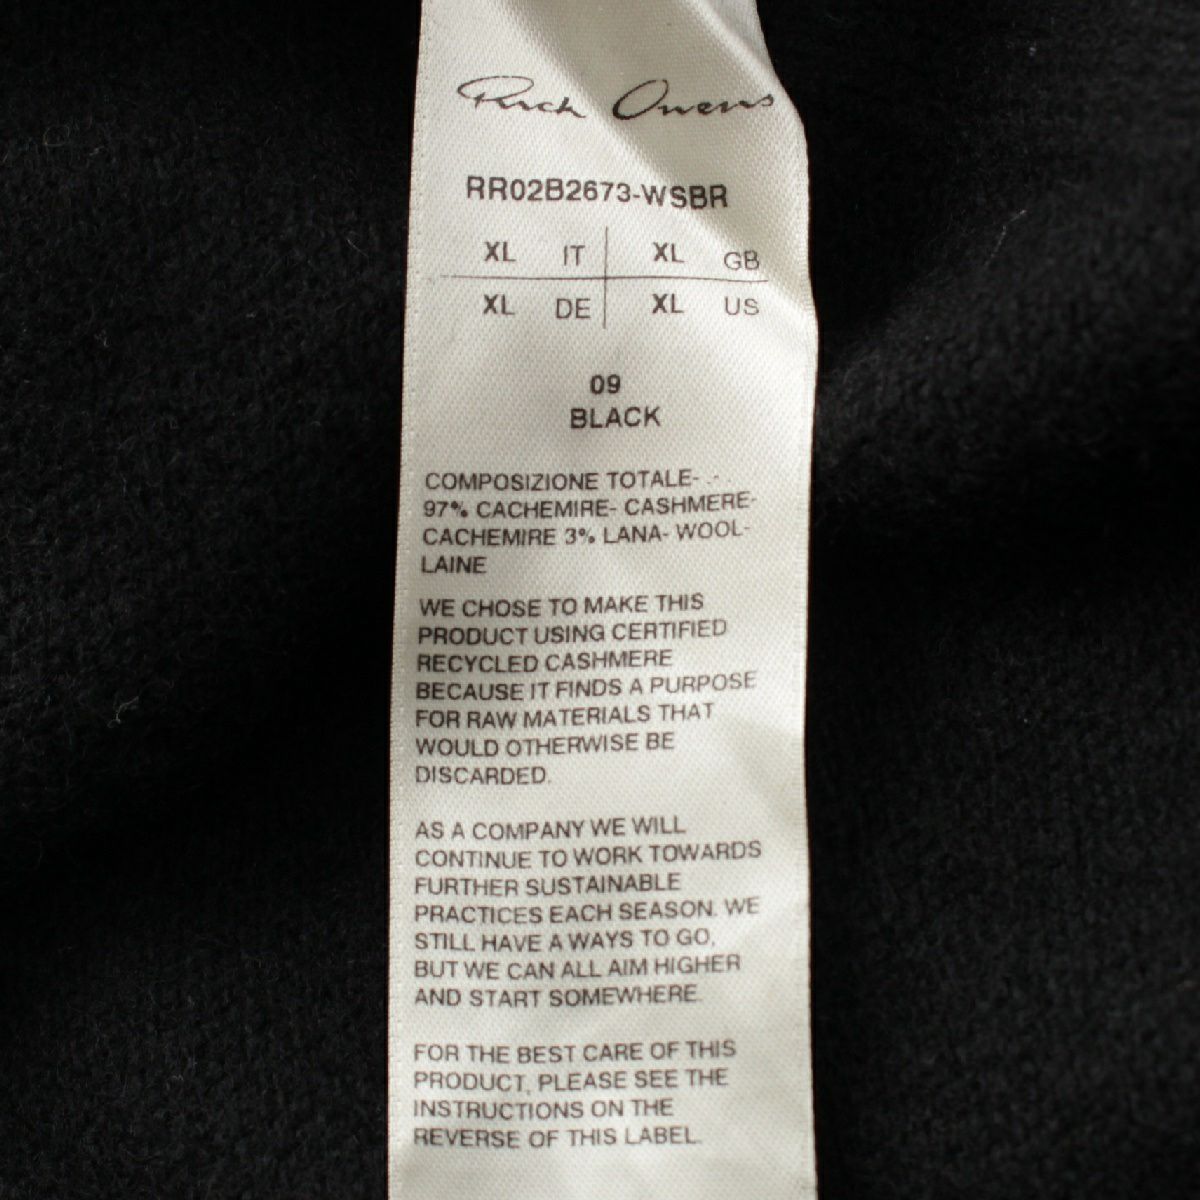 Rick Owens
RR02B2673-WSBR
XL IT XL GB
XL DE XL US
09
BLACK
COMPOSIZIONE TOTALE- -
97% CACHEMIRE- CASHMERE-
CACHEMIRE 3% LANA- WOOL-
LAINE
WE CHOSE TO MAKE THIS
PRODUCT USING CERTIFIED
RECYCLED CASHMERE
BECAUSE IT FINDS A PURPOSE
FOR RAW MATERIALS THAT
WOULD OTHERWISE BE
DISCARDED.
AS A COMPANY WE WILL
CONTINUE TO WORK TOWARDS
FURTHER SUSTAINABLE
PRACTICES EACH SEASON. WE
STILL HAVE A WAYS TO GO,
BUT WE CAN ALL AIM HIGHER
AND START SOMEWHERE.
FOR THE BEST CARE OF THIS
PRODUCT, PLEASE SEE THE
INSTRUCTIONS ON THE
REVERSE OF THIS LABEL.